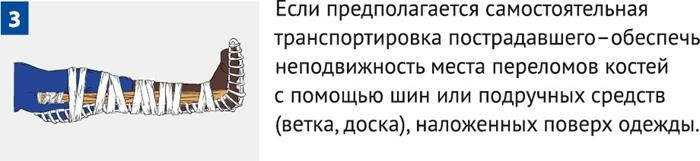 3
Если предполагается самостоятельная
транспортировка пострадавшего–обеспечь
неподвижность места переломов костей
с помощью шин или подручных средств
(ветка, доска), наложенных поверх одежды.